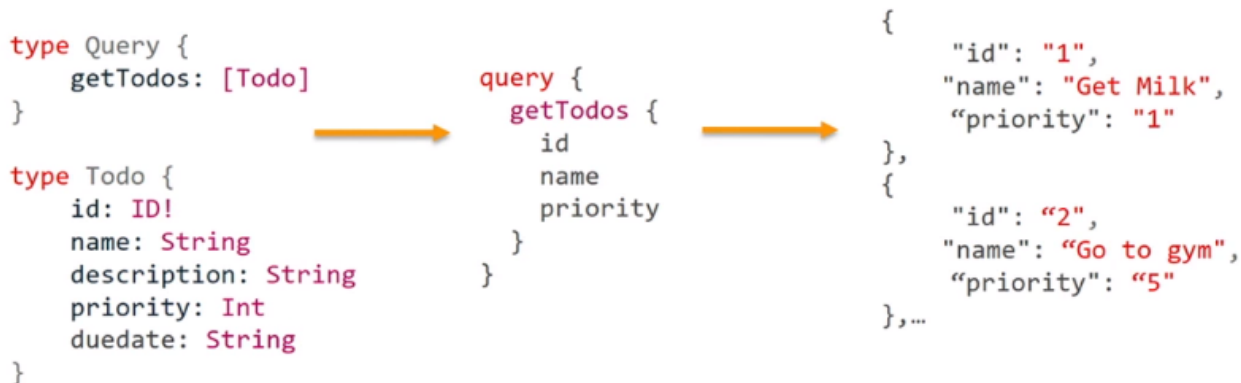 type Query {
getTodos: [Todo]
}
type Todo {
id: ID!
name: String
description: String
priority: Int
duedate: String
}
query {
getTodos {
id
name
priority
}
}
{
"id": "1",
"name": "Get Milk",
“priority": "1"
},
{
"id": “2",
"name": “Go to gym",
“priority": “5"
},…